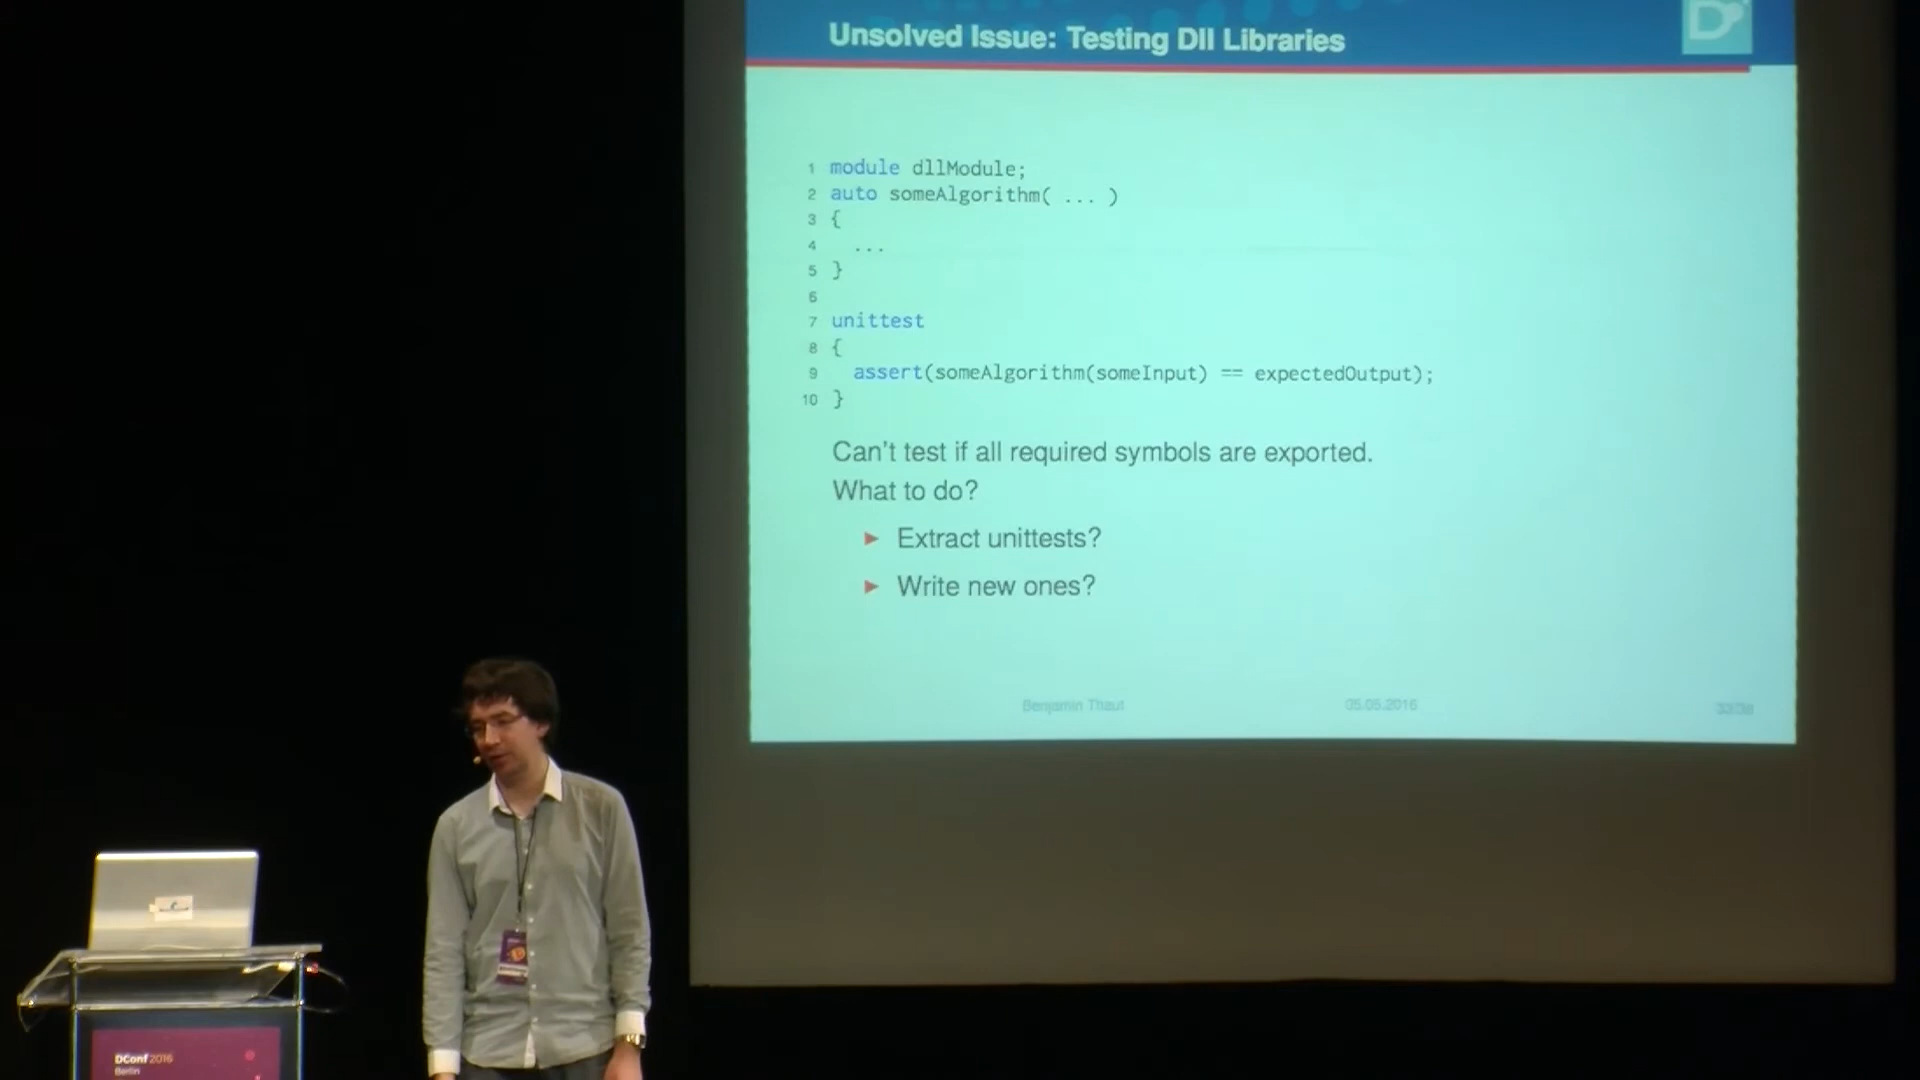 Unsolved Issue: Testing Dll Libraries
1 module dllModule;
2 auto someAlgorithm( ... )
3 {
4 ...
5 }
6
7 unittest
8 {
9 assert(someAlgorithm(someInput) == expectedOutput);
10 }
Can't test if all required symbols are exported.
What to do?
► Extract unittests?
► Write new ones?
Benjamin Thaut 05.05.2016
DConf 2016
Berlin